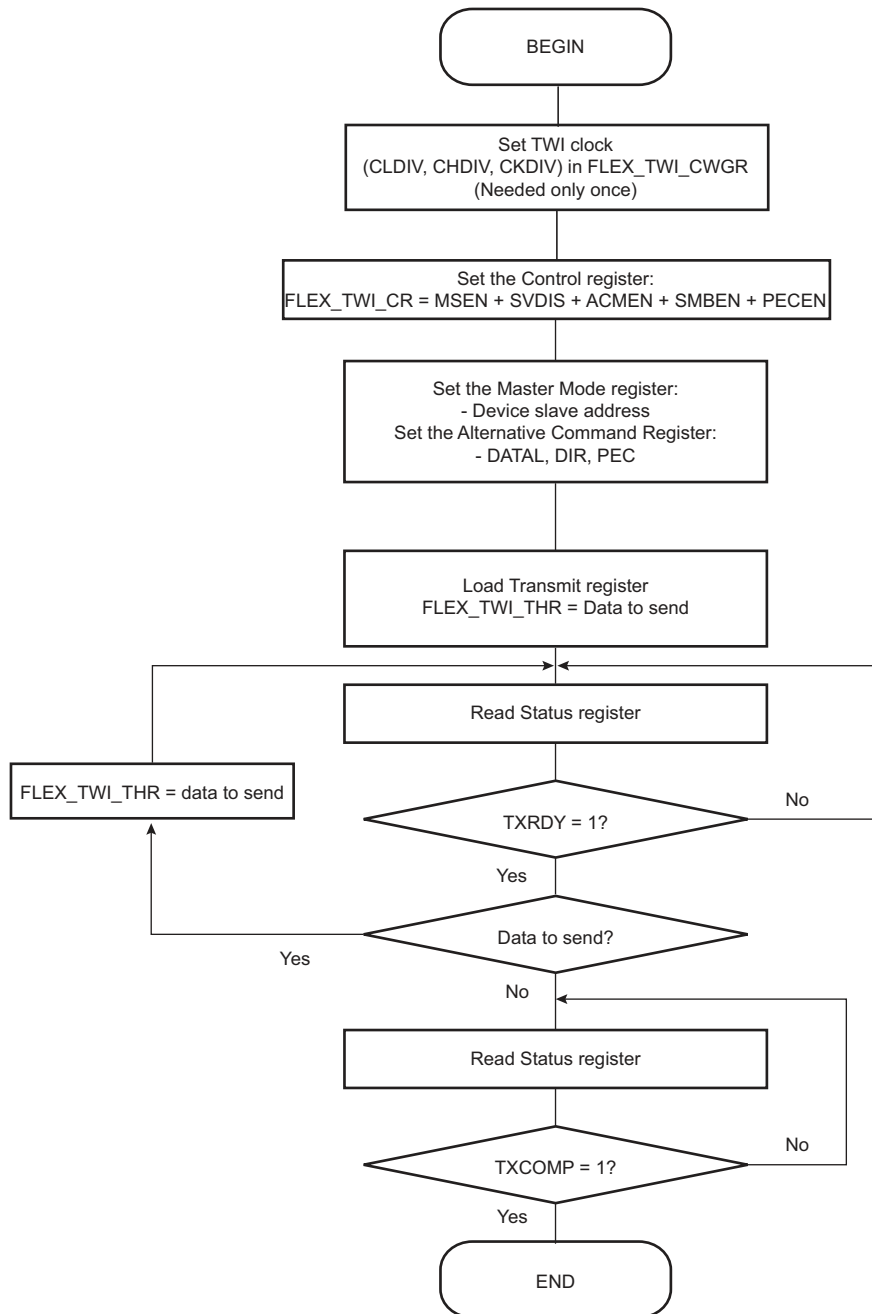 BEGIN
Set TWI clock
(CLDIV, CHDIV, CKDIV) in FLEX_TWI_CWGR
(Needed only once)
Set the Control register:
FLEX_TWI_CR = MSEN + SVDIS + ACMEN + SMBEN + PECEN
Set the Master Mode register:
- Device slave address
Set the Alternative Command Register:
- DATAL, DIR, PEC
Load Transmit register
FLEX_TWI_THR = Data to send
Read Status register
FLEX_TWI_THR = data to send
TXRDY = 1?
No
Yes
Data to send?
Yes
No
Read Status register
TXCOMP = 1?
No
Yes
END